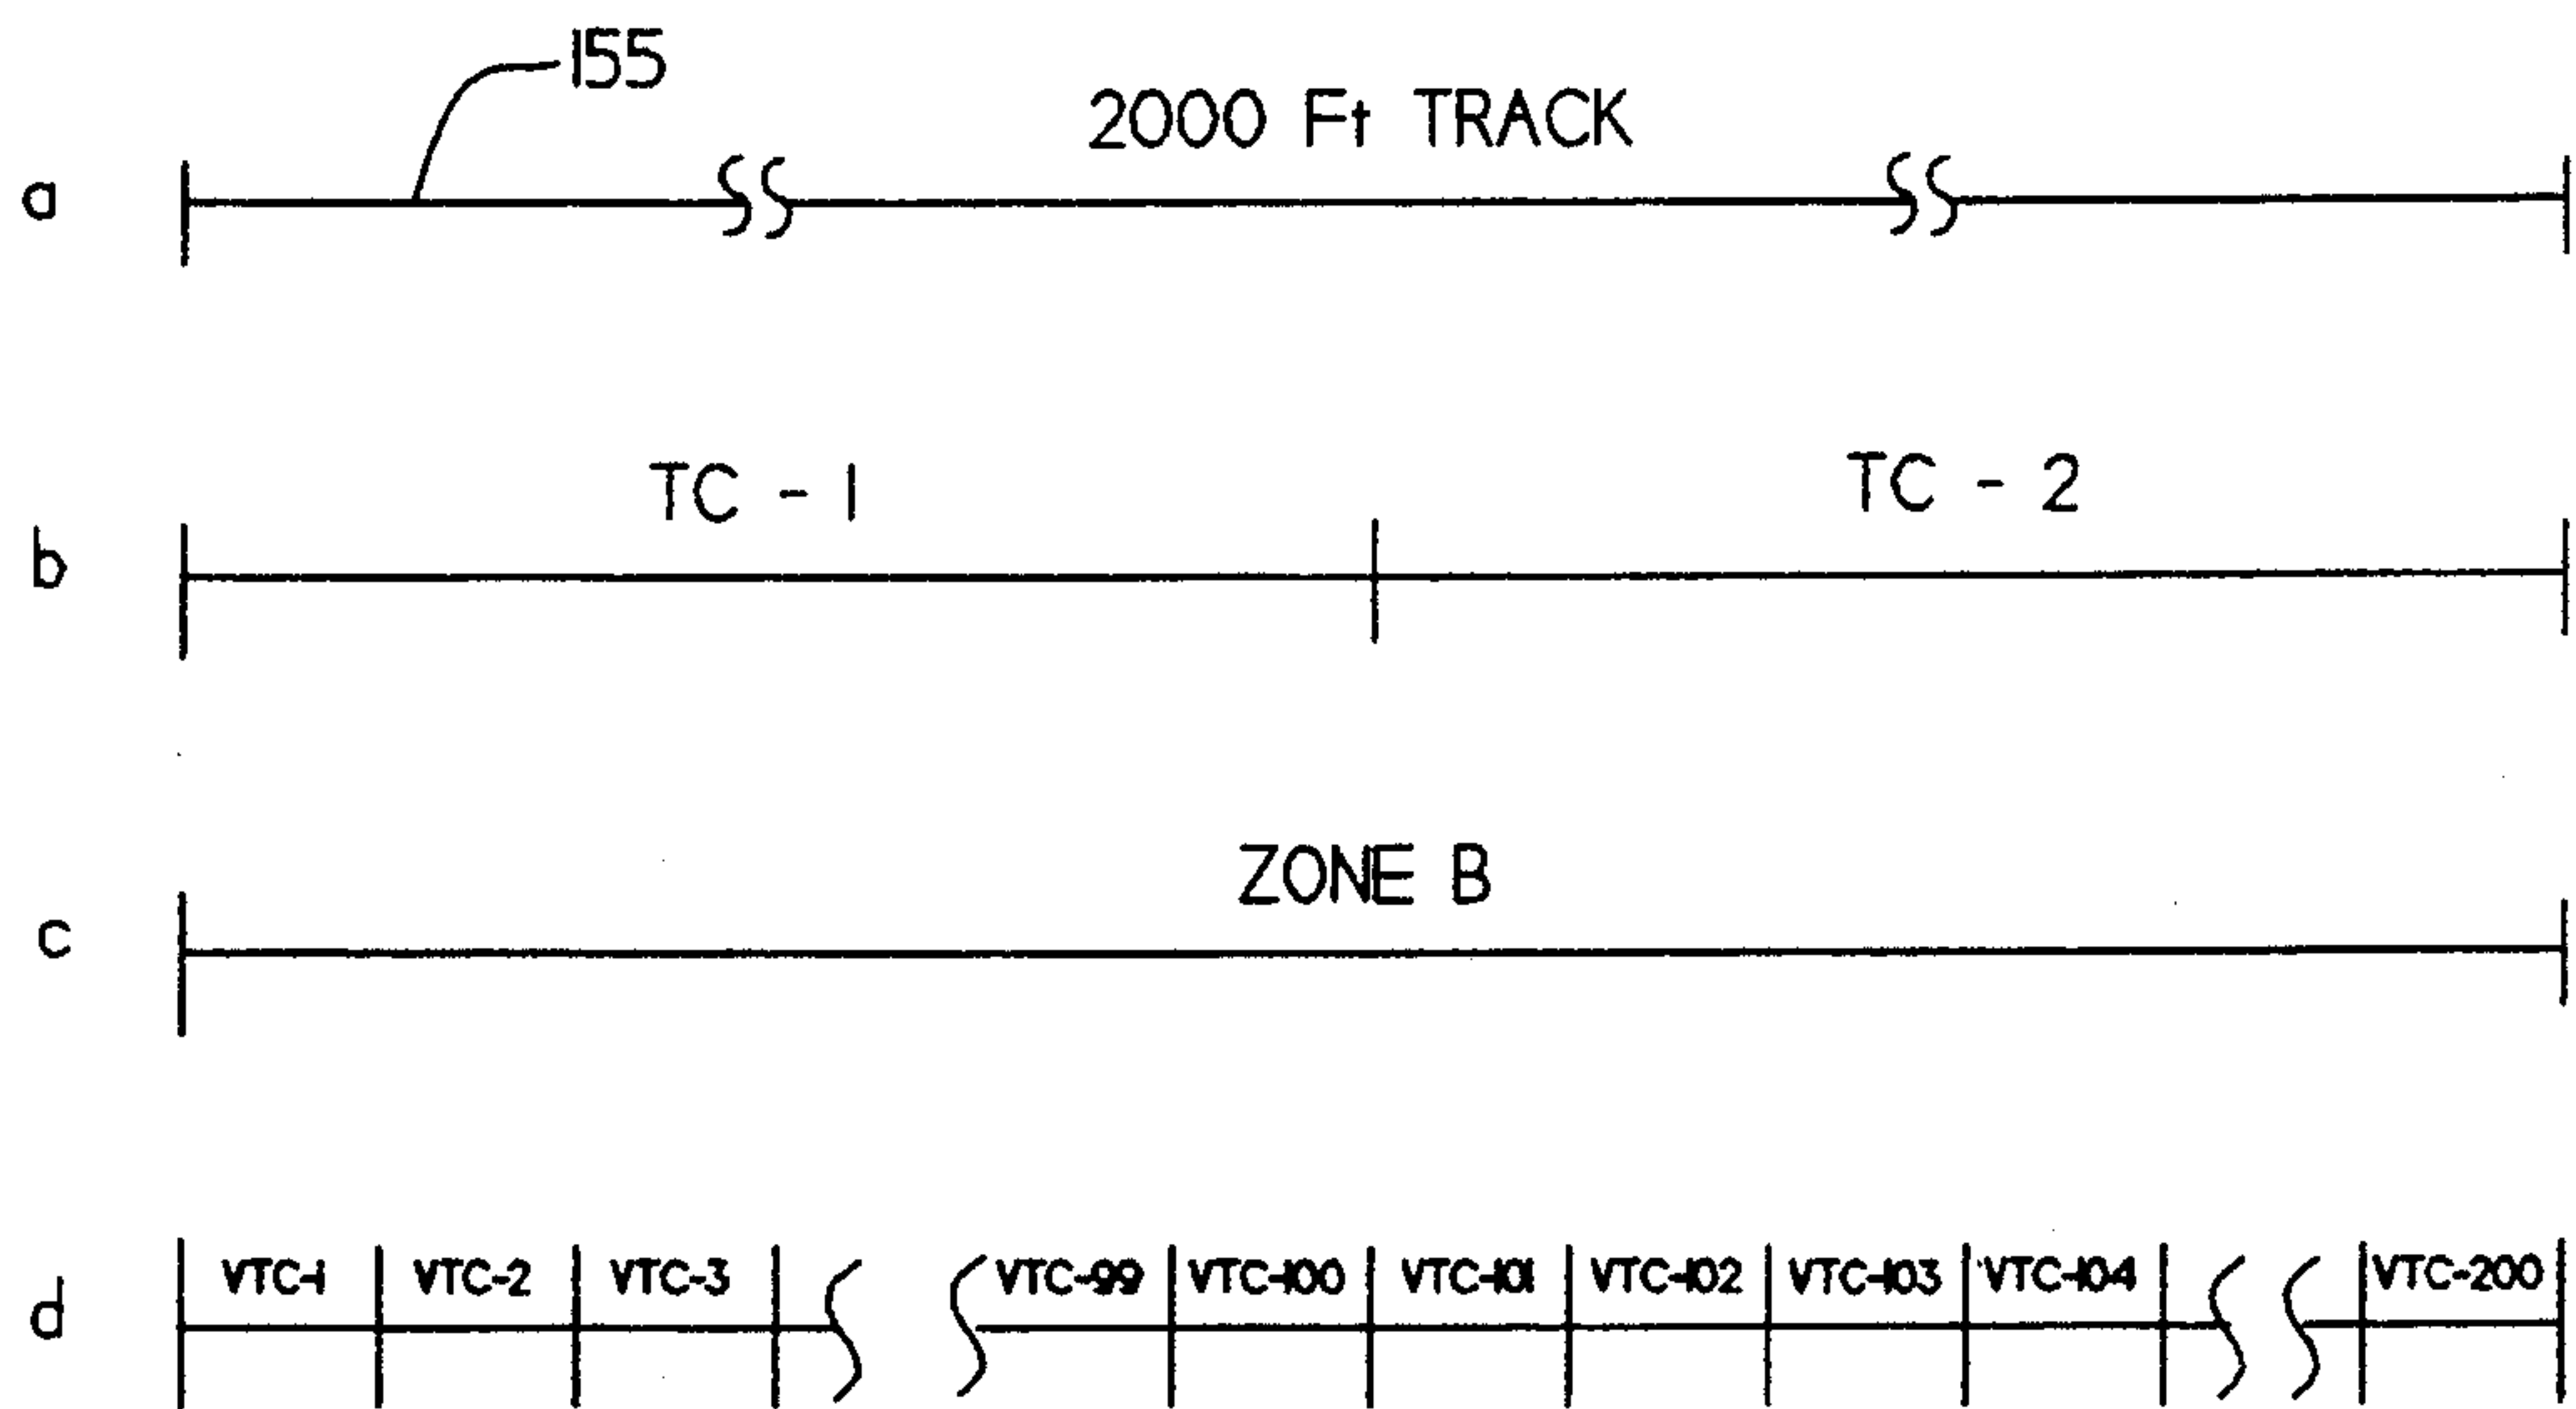 155
2000 Ft TRACK
a
TC - 1
TC - 2
b
ZONE B
c
VTC-1 VTC-2 VTC-3 VTC-99 VTC-100 VTC-101 VTC-102 VTC-103 VTC-104 VTC-200
d